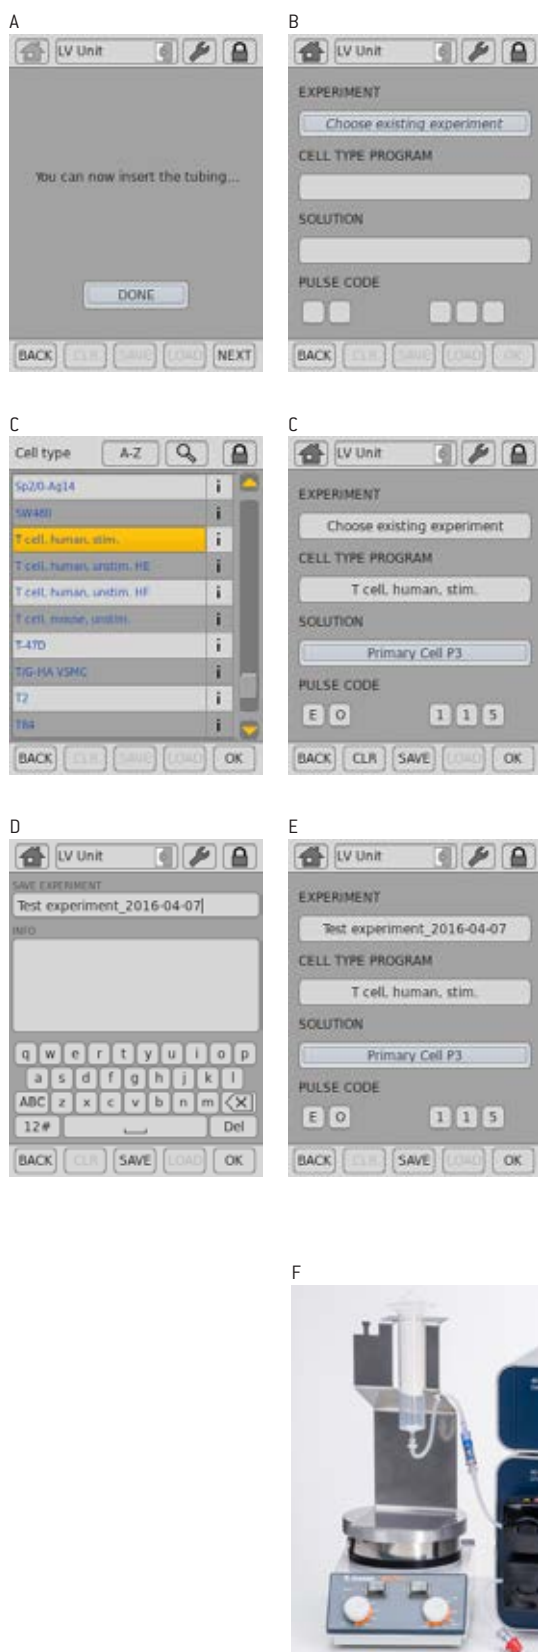 A
LV Unit
You can now insert the tubing...
DONE
BACK CLR SAVE LOAD NEXT
B
LV Unit
EXPERIMENT
Choose existing experiment
CELL TYPE PROGRAM
SOLUTION
PULSE CODE
BACK CLR SAVE LOAD OK
C
Cell type A-Z
Sp2/0-Ag14 i
SW480 i
T cell, human, stim. i
T cell, human, unstim. HE i
T cell, human, unstim. HF i
T cell, mouse, unstim. i
T-47D i
T/G-HA VSMC i
T2 i
T84 i
BACK CLR SAVE LOAD OK
C
LV Unit
EXPERIMENT
Choose existing experiment
CELL TYPE PROGRAM
T cell, human, stim.
SOLUTION
Primary Cell P3
PULSE CODE
E O 1 1 5
BACK CLR SAVE LOAD OK
D
LV Unit
SAVE EXPERIMENT
Test experiment_2016-04-07
INFO
q w e r t y u i o p
a s d f g h j k l
ABC z x c v b n m
12# Del
BACK CLR SAVE LOAD OK
E
LV Unit
EXPERIMENT
Test experiment_2016-04-07
CELL TYPE PROGRAM
T cell, human, stim.
SOLUTION
Primary Cell P3
PULSE CODE
E O 1 1 5
BACK CLR SAVE LOAD OK
F